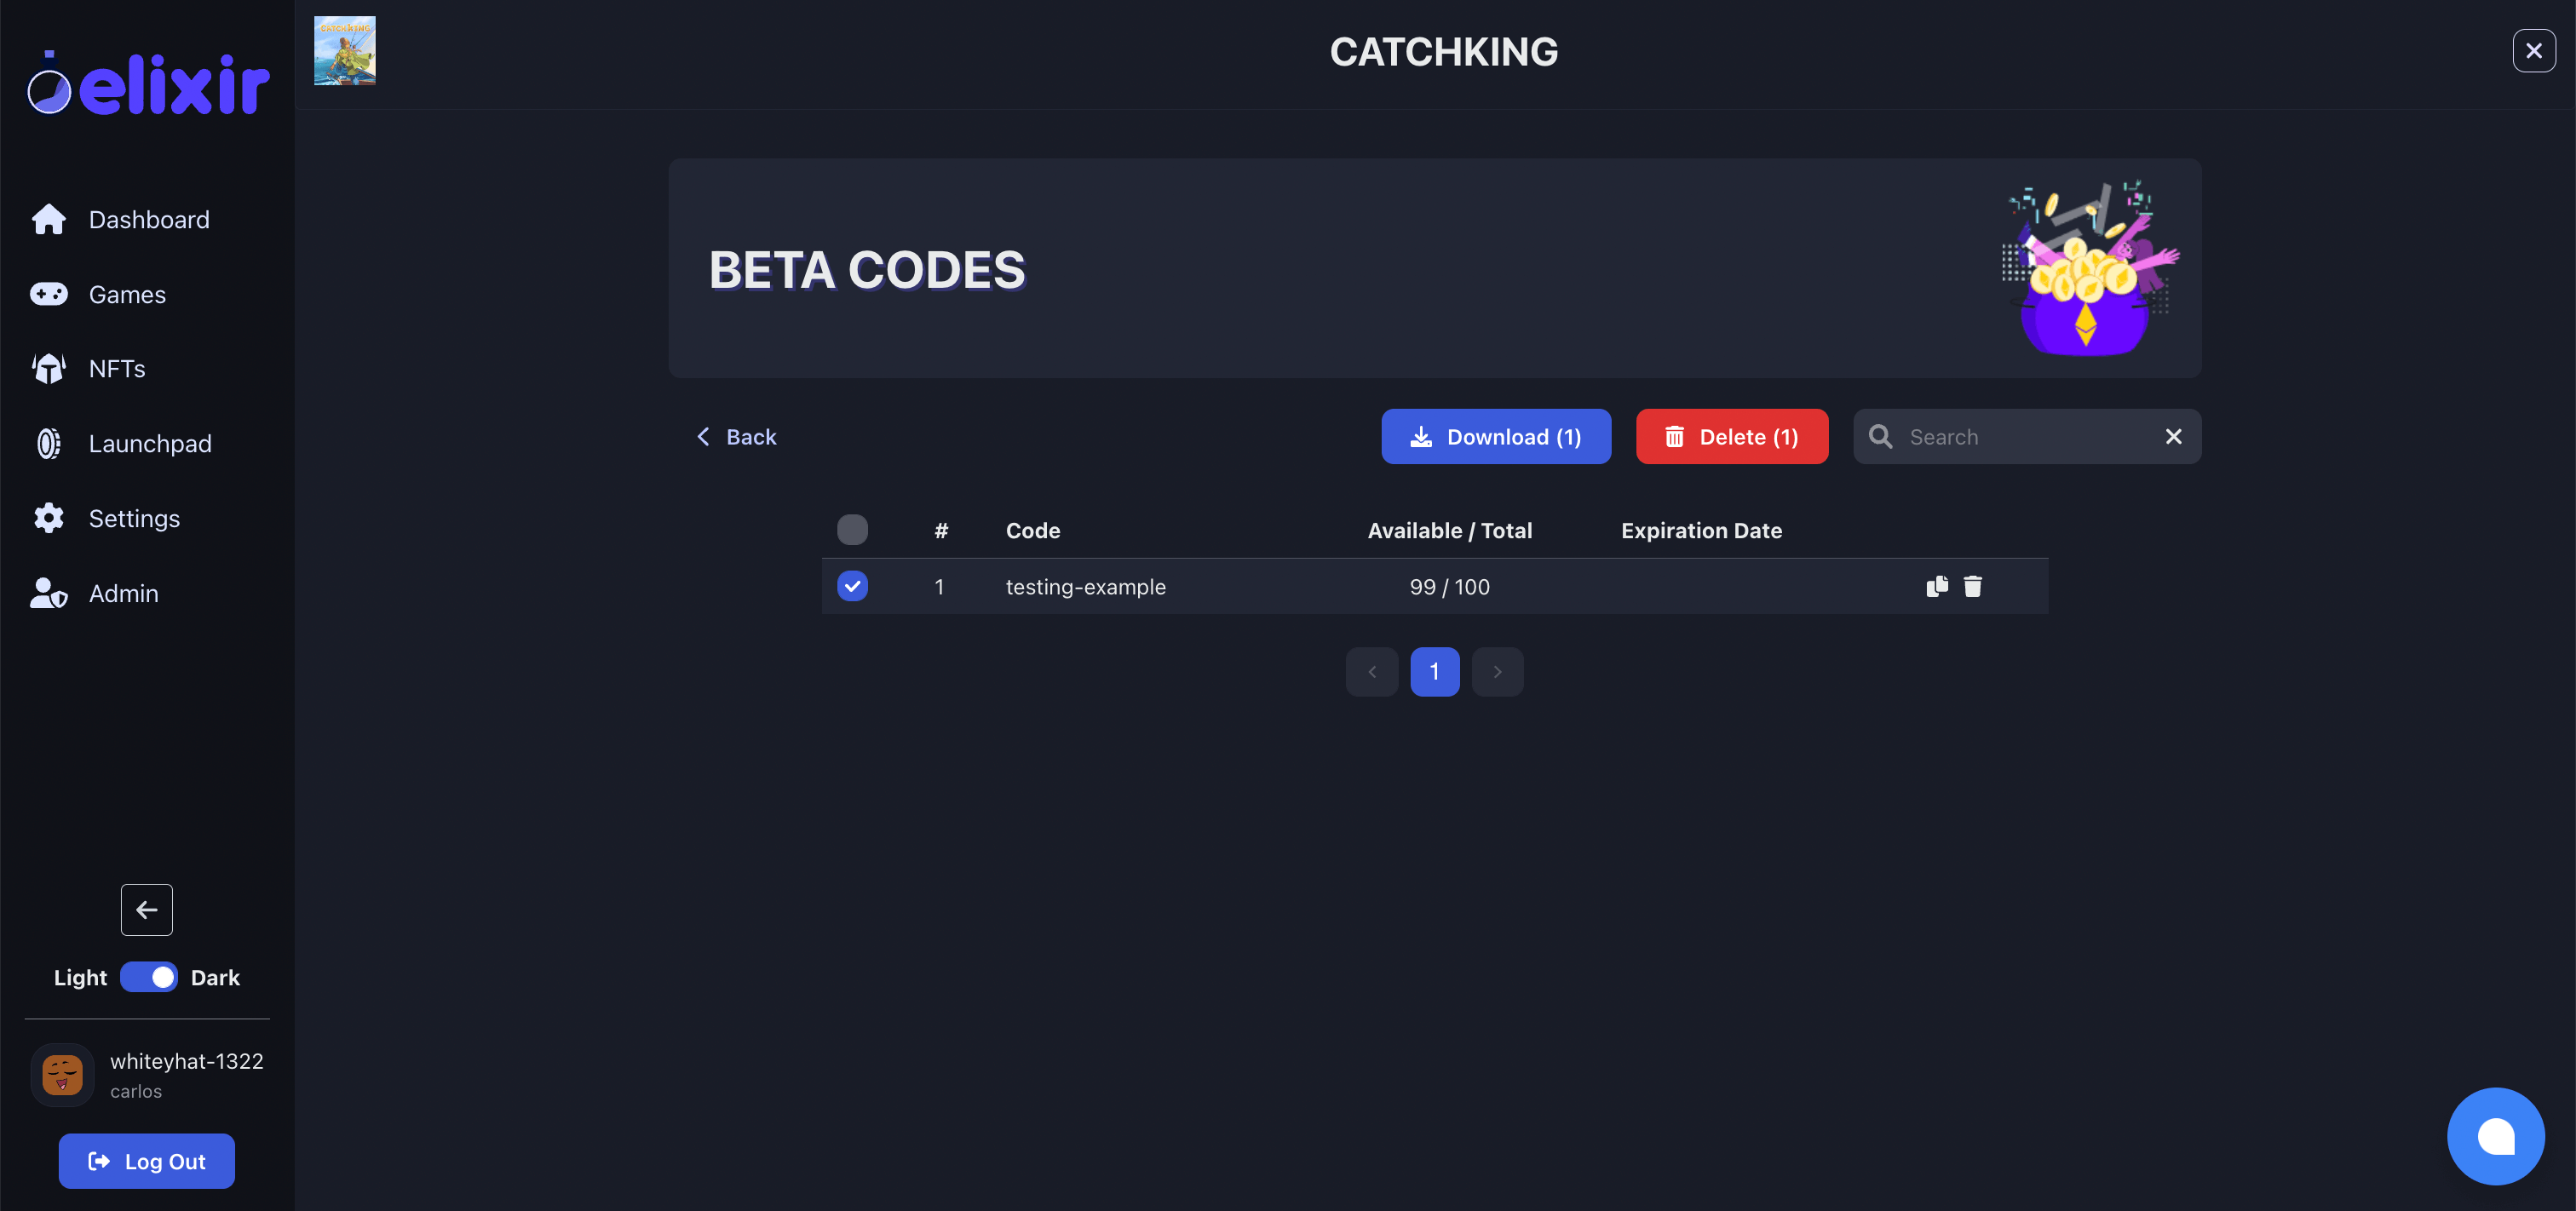 elixir
Dashboard
Games
NFTs
Launchpad
Settings
Admin
Light Dark
whiteyhat-1322
carlos
Log Out
CATCHKING
CATCHKING
BETA CODES
Back
Download (1)
Delete (1)
Search
# Code Available / Total Expiration Date
1 testing-example 99 / 100
1